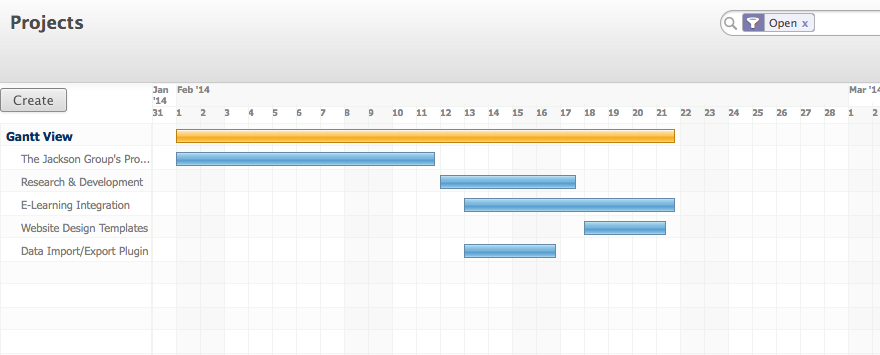 Projects
Open x
Create
Jan '14
Feb '14
Mar '14
31 1 2 3 4 5 6 7 8 9 10 11 12 13 14 15 16 17 18 19 20 21 22 23 24 25 26 27 28 1 2
Gantt View
The Jackson Group's Pro...
Research & Development
E-Learning Integration
Website Design Templates
Data Import/Export Plugin